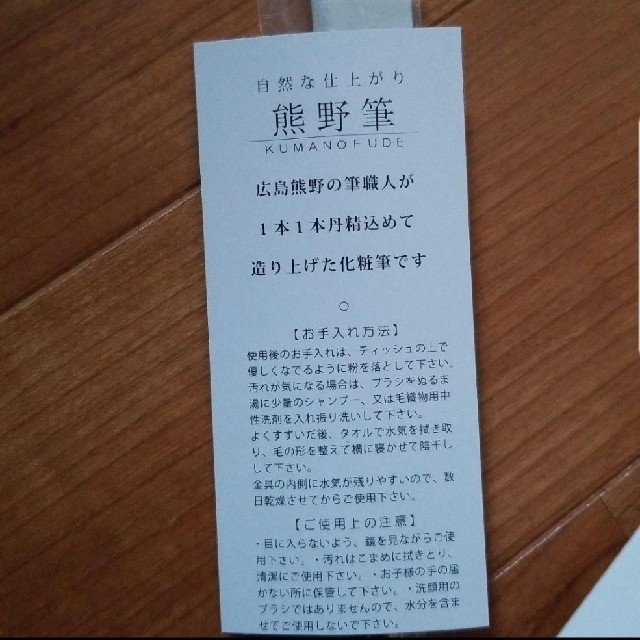 自然な仕上がり
熊野筆
KUMANOFUDE
広島熊野の筆職人が
1本1本丹精込めて
造り上げた化粧筆です
【お手入れ方法】
使用後のお手入れは、ティッシュの上で
優しくなでるように粉を落として下さい。
汚れが気になる場合は、ブラシをぬるま
湯に少量のシャンプー、又は毛織物用中
性洗剤を入れ振り洗いして下さい。
よくすすいだ後、タオルで水気を拭き取
り、毛の形を整えて横に寝かせて陰干し
して下さい。
金具の内側に水気が残りやすいので、数
日乾燥させてからご使用下さい。
【ご使用上の注意】
・目に入らないよう、鏡を見ながらご使
用下さい。・汚れはこまめに拭きとり、
清潔にご使用下さい。・お子様の手の届
かない所に保管して下さい。・洗顔用の
ブラシではありませんので、水分を含ま
せてご使用しないで下さい。